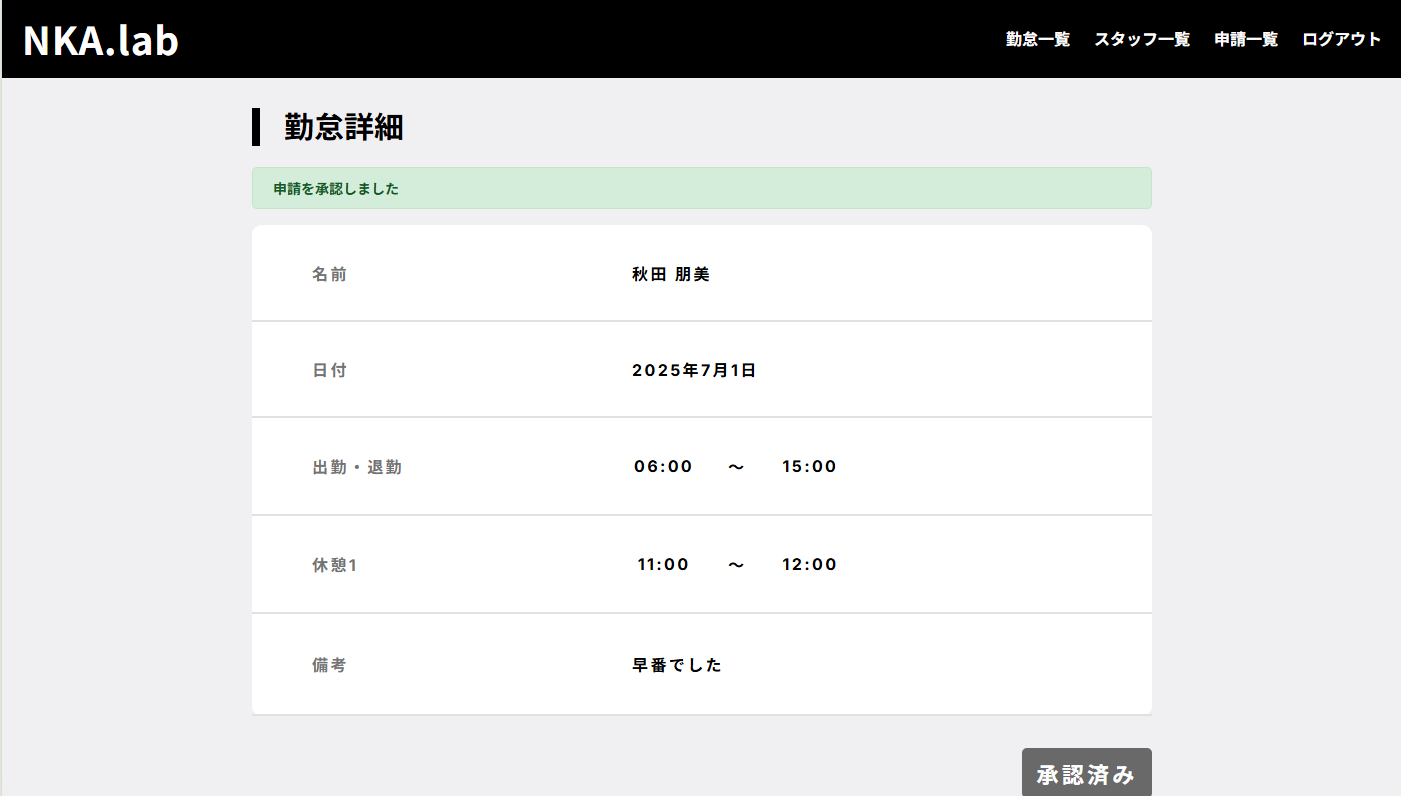 NKA.lab
勤怠一覧 スタッフ一覧 申請一覧 ログアウト
勤怠詳細
申請を承認しました
名前 秋田 朋美
日付 2025年7月1日
出勤・退勤 06:00 〜 15:00
休憩1 11:00 〜 12:00
備考 早番でした
承認済み